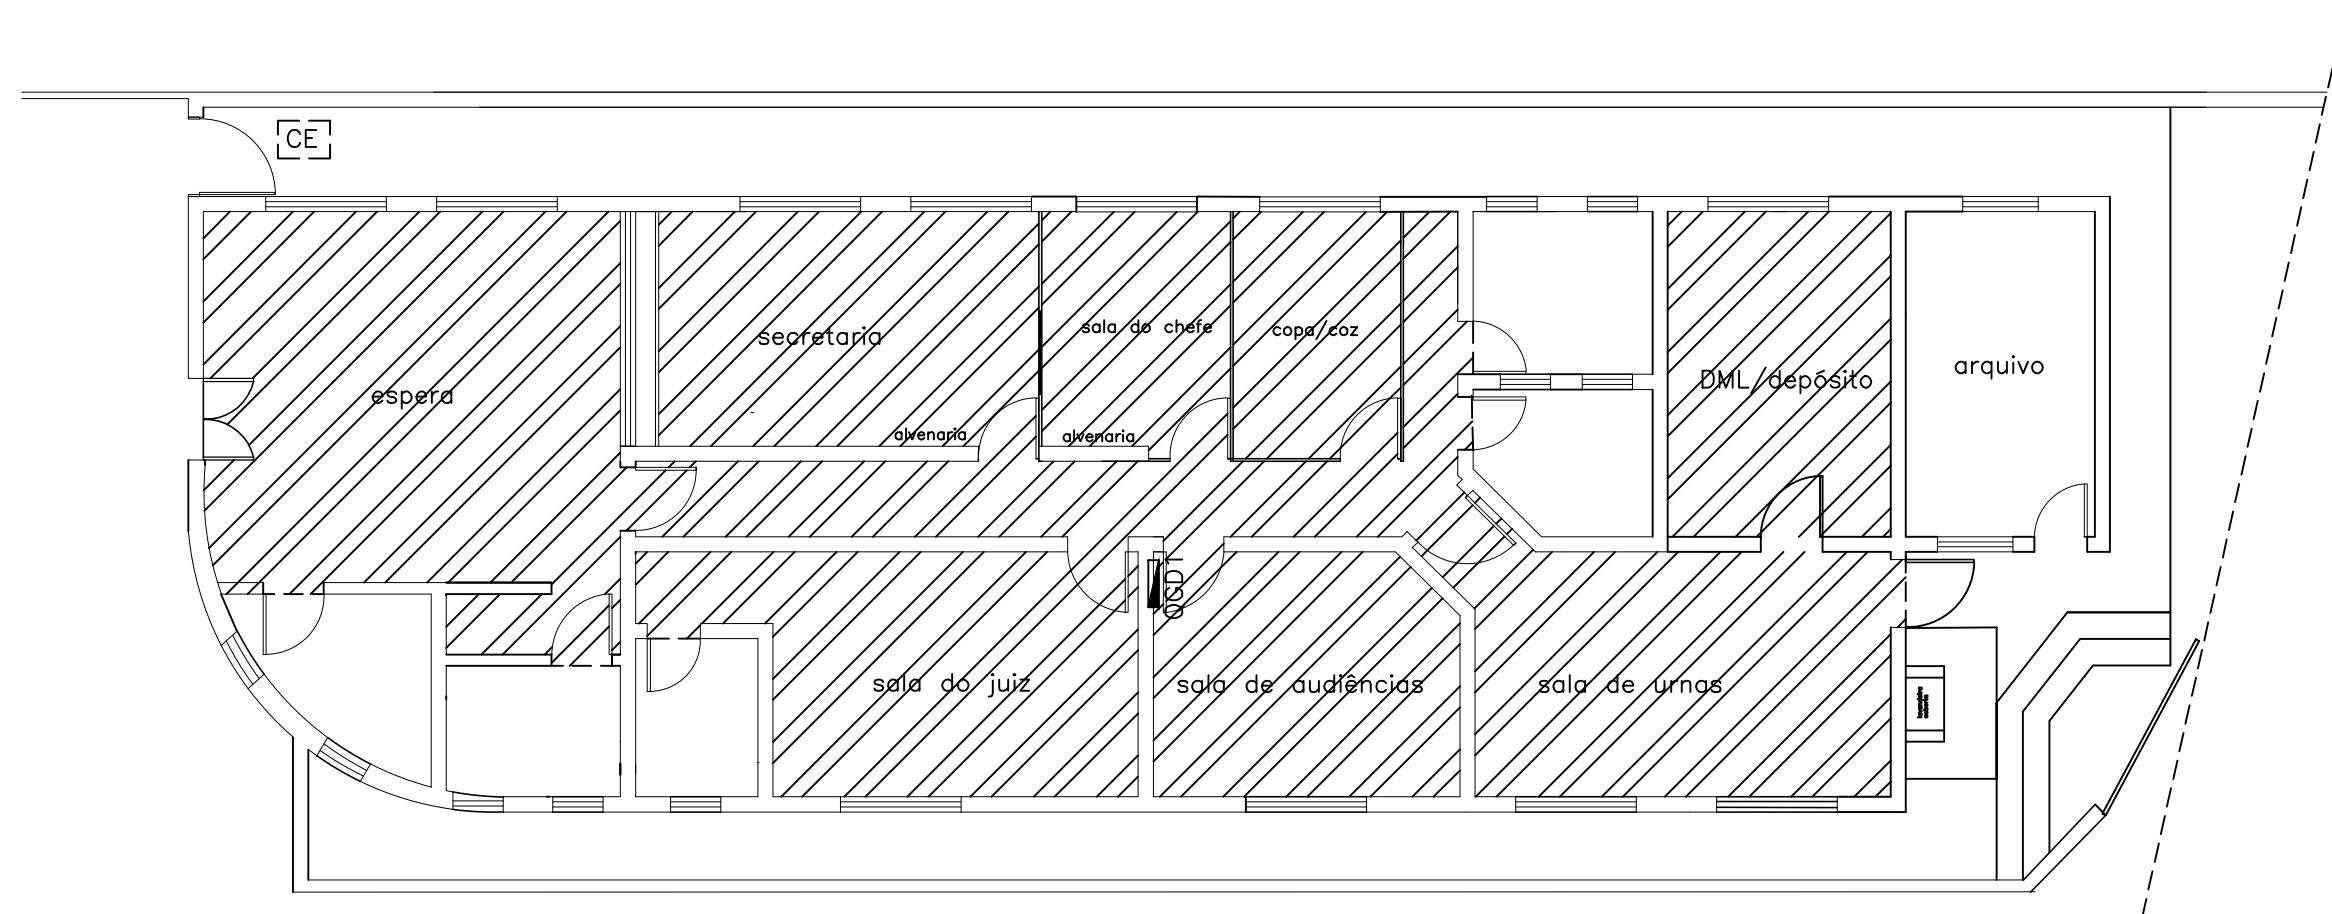 CE
espera
secretaria
sala do chefe
copa/coz
alvenaria
alvenaria
DML/depósito
arquivo
QGD1
sala do juiz
sala de audiências
sala de urnas